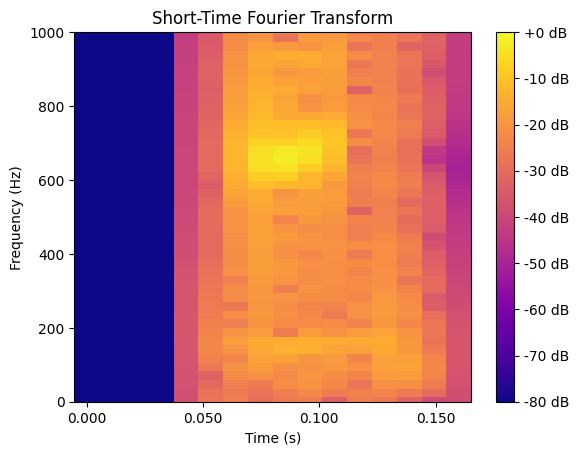 Short-Time Fourier Transform
1000
800
600
400
200
0
Frequency (Hz)
0.000
0.050
0.100
0.150
Time (s)
+0 dB
-10 dB
-20 dB
-30 dB
-40 dB
-50 dB
-60 dB
-70 dB
-80 dB